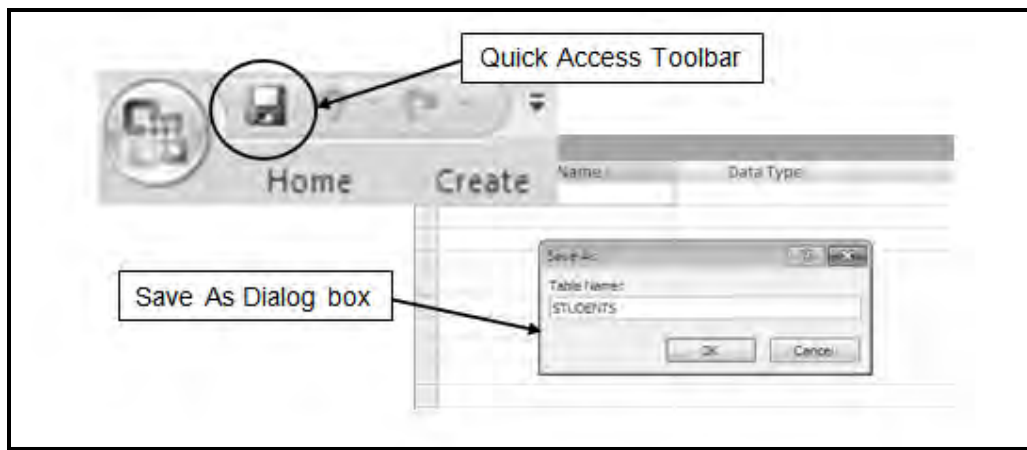 Quick Access Toolbar
Home Create
Name Data Type
Save As
Table Name:
STUDENTS
OK Cancel
Save As Dialog box